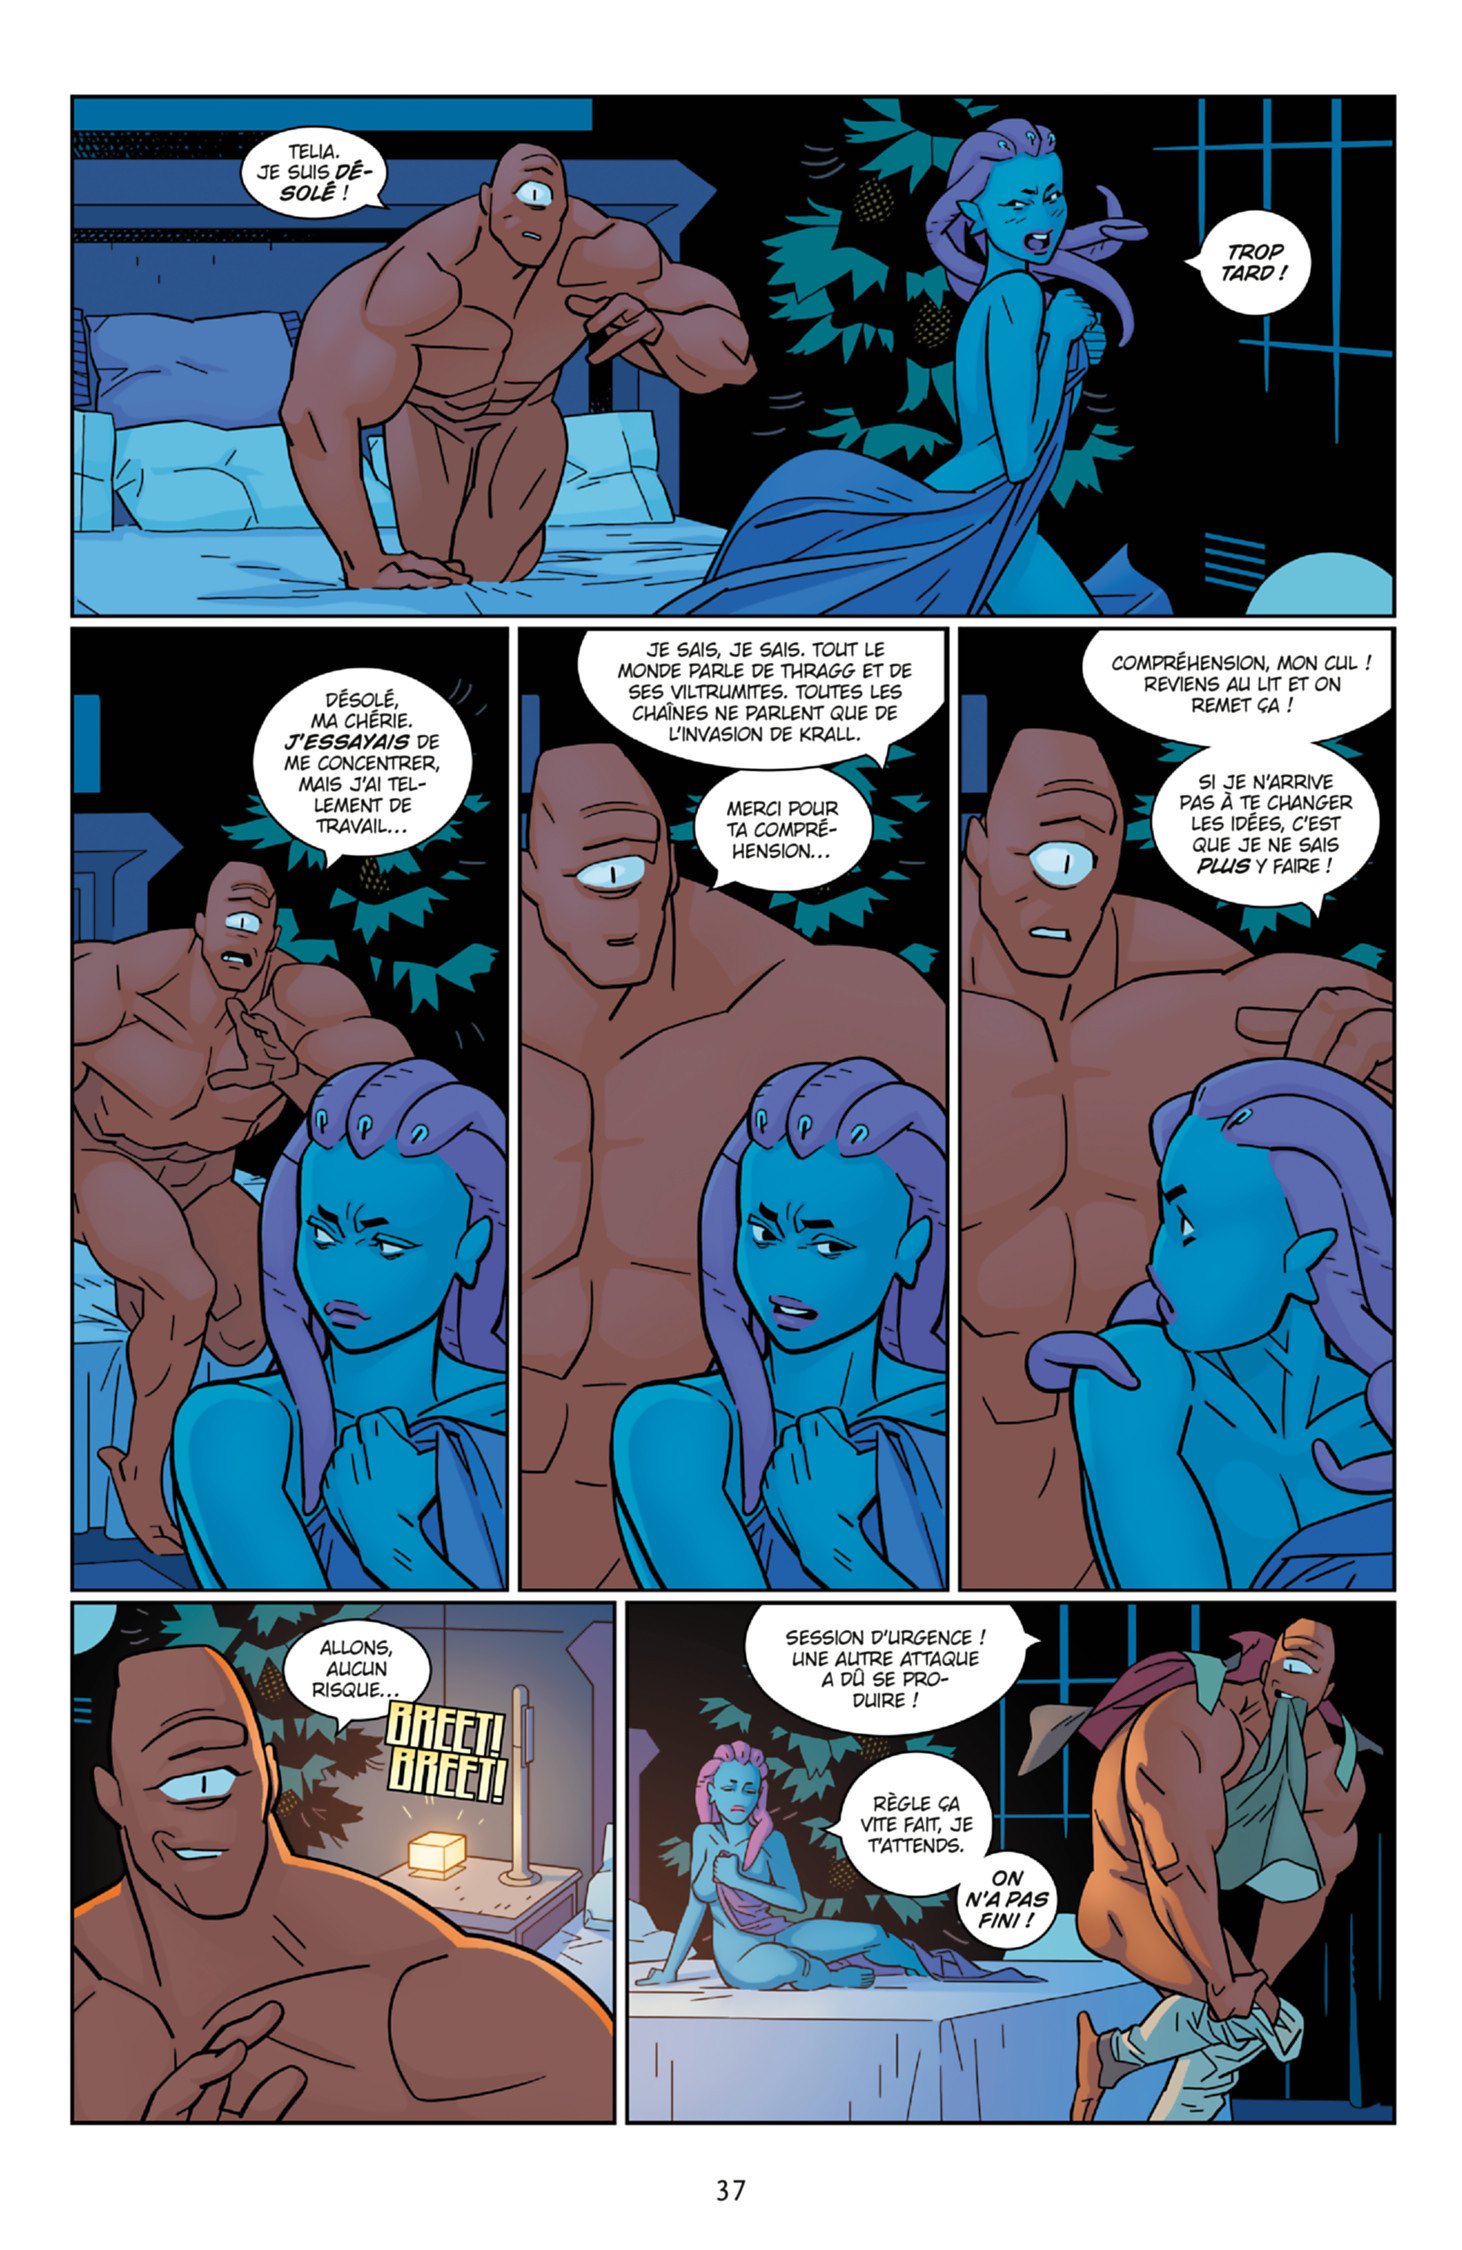 TELIA.
JE SUIS DÉ-
SOLÉ !
TROP
TARD !
DÉSOLÉ,
MA CHÉRIE.
J'ESSAYAIS DE
ME CONCENTRER,
MAIS J'AI TEL-
LEMENT DE
TRAVAIL...
JE SAIS, JE SAIS. TOUT LE
MONDE PARLE DE THRAGG ET DE
SES VILTRUMITES. TOUTES LES
CHAÎNES NE PARLENT QUE DE
L'INVASION DE KRALL.
MERCI POUR
TA COMPRÉ-
HENSION...
COMPRÉHENSION, MON CUL !
REVIENS AU LIT ET ON
REMET ÇA !
SI JE N'ARRIVE
PAS À TE CHANGER
LES IDÉES, C'EST
QUE JE NE SAIS
PLUS Y FAIRE !
ALLONS,
AUCUN
RISQUE...
BREET!
BREET!
SESSION D'URGENCE !
UNE AUTRE ATTAQUE
A DÛ SE PRO-
DUIRE !
RÈGLE ÇA
VITE FAIT, JE
T'ATTENDS.
ON
N'A PAS
FINI !
37